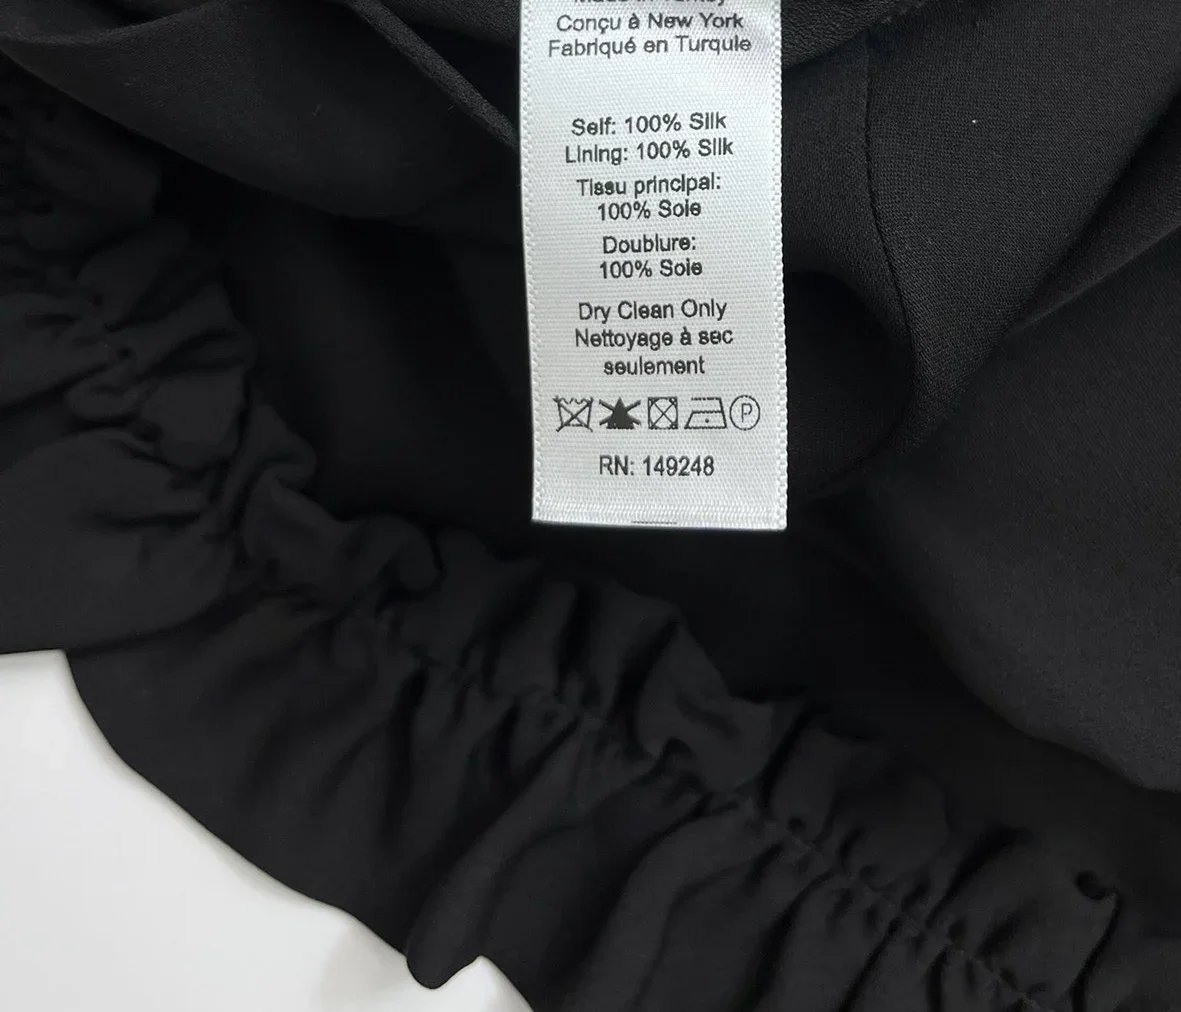 Conçu à New York
Fabriqué en Turquie
Self: 100% Silk
Lining: 100% Silk
Tissu principal:
100% Soie
Doublure:
100% Soie
Dry Clean Only
Nettoyage à sec
seulement
P
RN: 149248